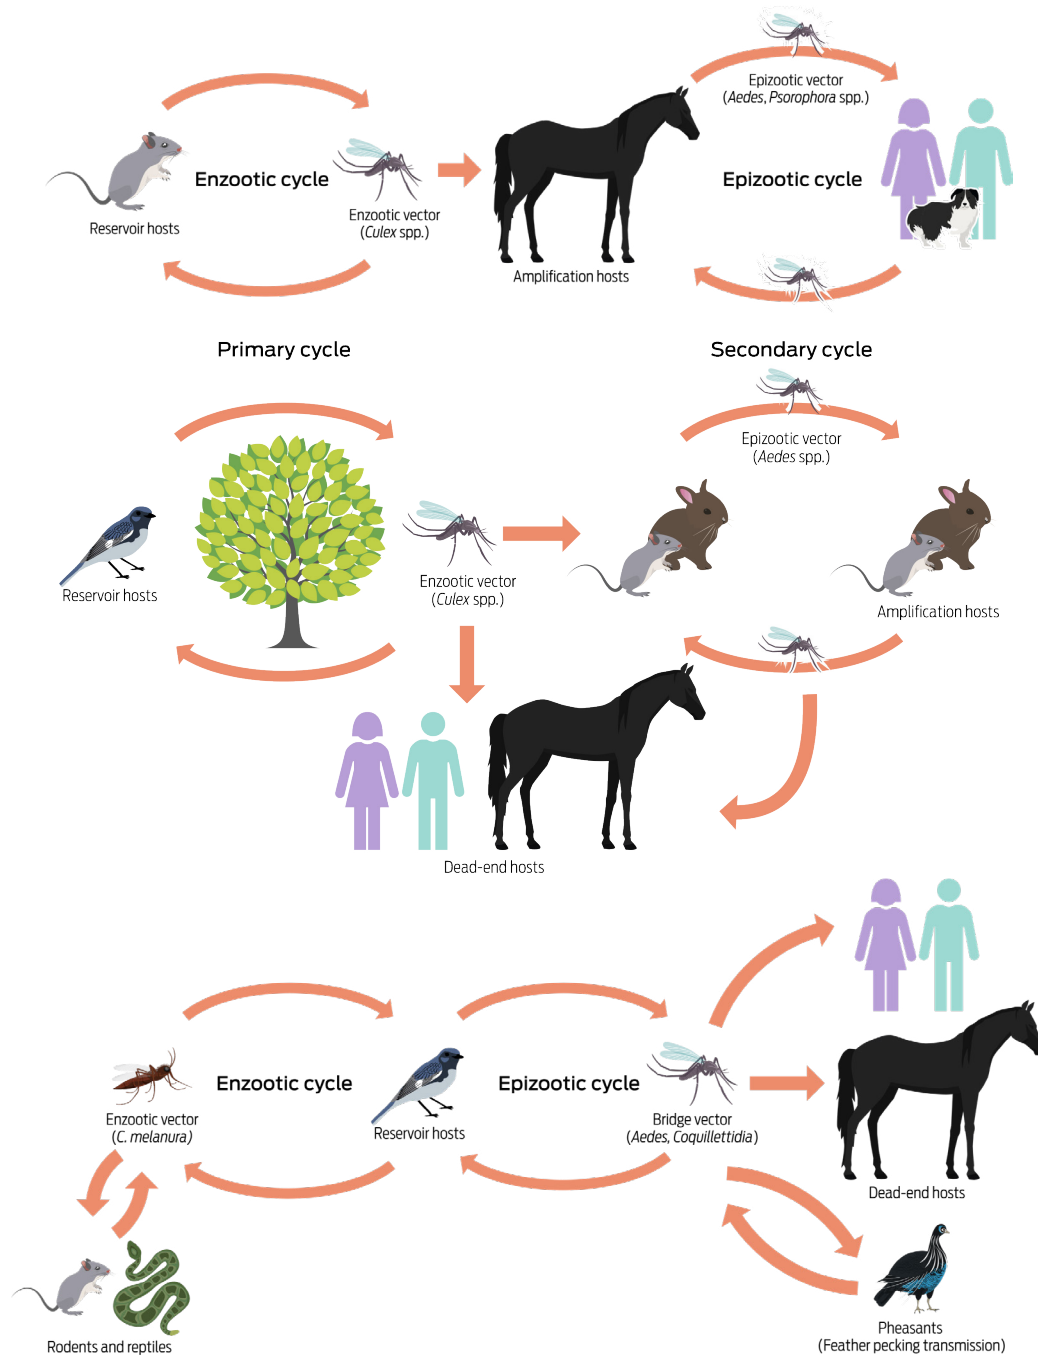 Epizootic vector
(Aedes, Psorophora spp.)
Enzootic cycle
Epizootic cycle
Reservoir hosts
Enzootic vector
(Culex spp.)
Amplification hosts
Primary cycle
Secondary cycle
Epizootic vector
(Aedes spp.)
Reservoir hosts
Enzootic vector
(Culex spp.)
Amplification hosts
Dead-end hosts
Enzootic cycle
Epizootic cycle
Enzootic vector
(C. melanura)
Reservoir hosts
Bridge vector
(Aedes, Coquillettidia)
Dead-end hosts
Rodents and reptiles
Pheasants
(Feather pecking transmission)